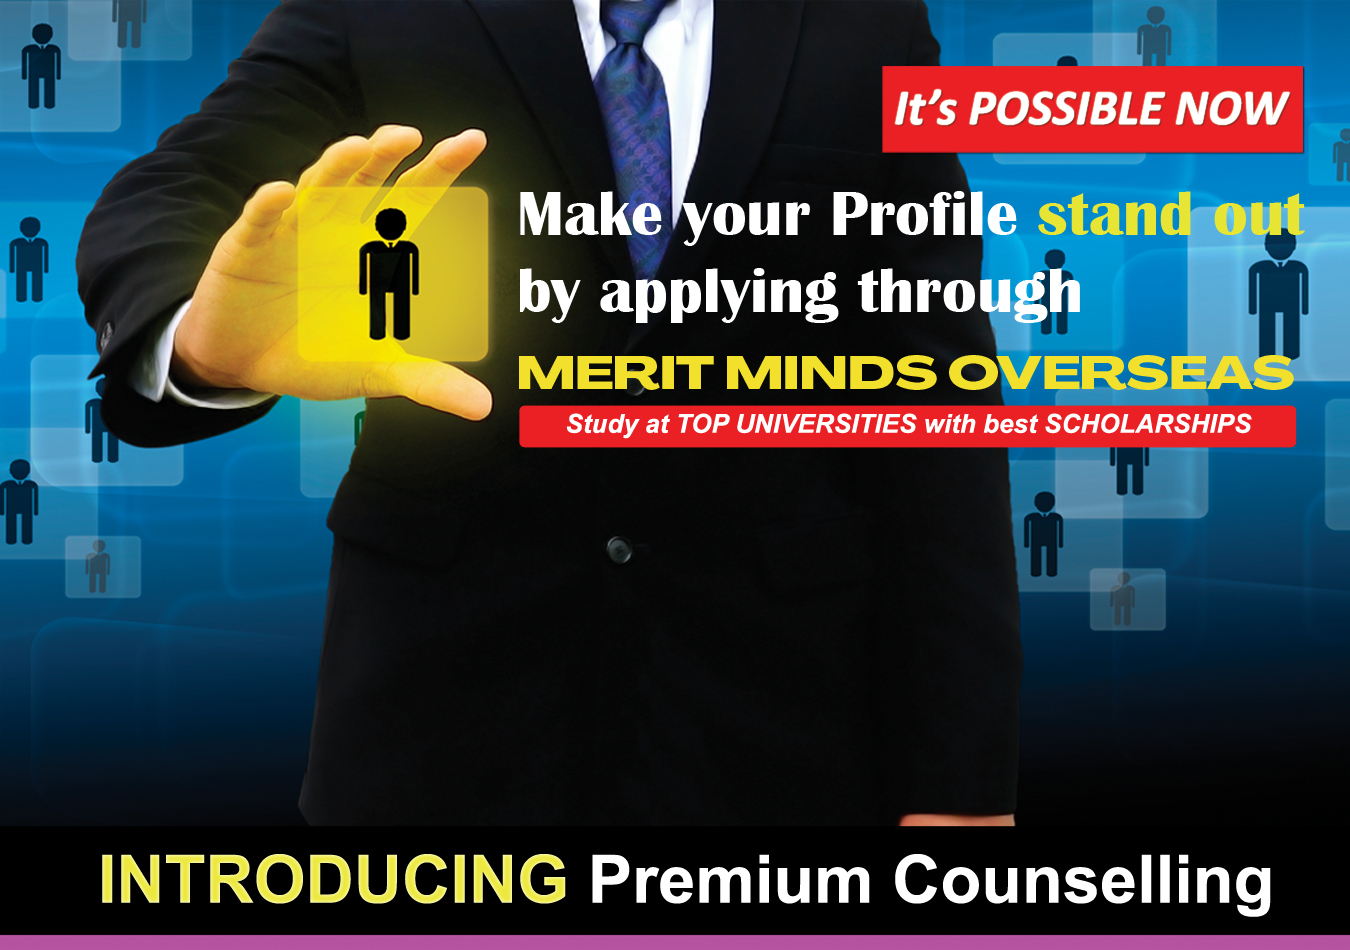 It's POSSIBLE NOW
Make your Profile stand out
by applying through
MERIT MINDS OVERSEAS
Study at TOP UNIVERSITIES with best SCHOLARSHIPS
INTRODUCING Premium Counselling